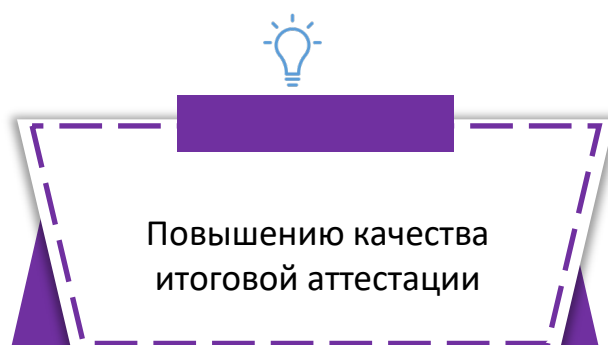 Повышению качества
итоговой аттестации